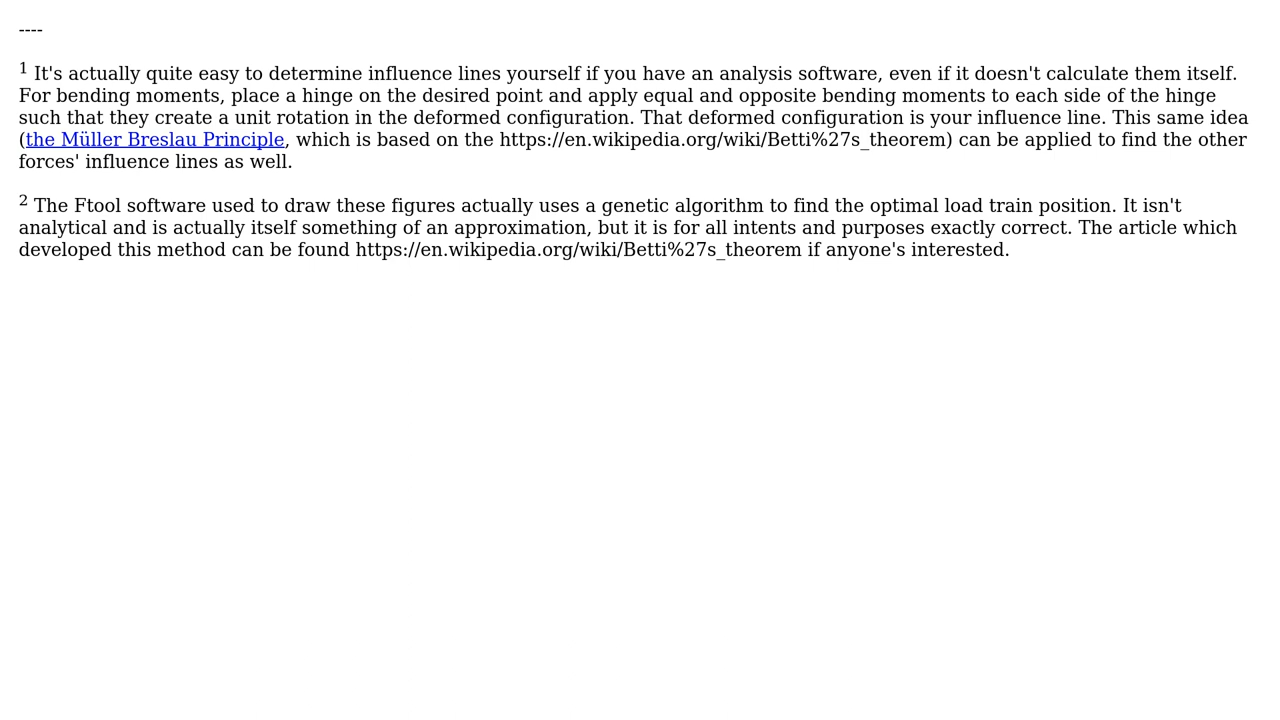 ----
1 It's actually quite easy to determine influence lines yourself if you have an analysis software, even if it doesn't calculate them itself.
For bending moments, place a hinge on the desired point and apply equal and opposite bending moments to each side of the hinge
such that they create a unit rotation in the deformed configuration. That deformed configuration is your influence line. This same idea
(the Müller Breslau Principle, which is based on the https://en.wikipedia.org/wiki/Betti%27s_theorem) can be applied to find the other
forces' influence lines as well.
2 The Ftool software used to draw these figures actually uses a genetic algorithm to find the optimal load train position. It isn't
analytical and is actually itself something of an approximation, but it is for all intents and purposes exactly correct. The article which
developed this method can be found https://en.wikipedia.org/wiki/Betti%27s_theorem if anyone's interested.